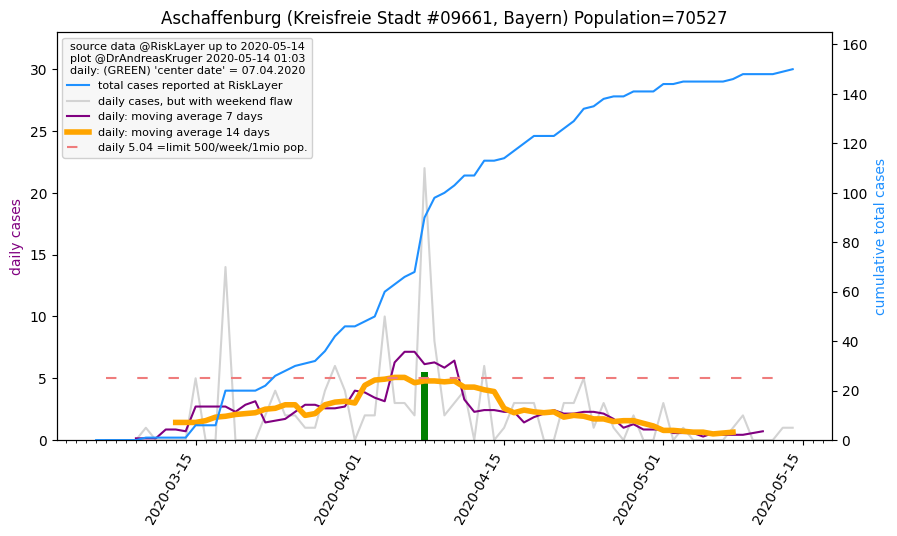 Aschaffenburg (Kreisfreie Stadt #09661, Bayern) Population=70527
source data @RiskLayer up to 2020-05-14
plot @DrAndreasKruger 2020-05-14 01:03
daily: (GREEN) 'center date' = 07.04.2020
total cases reported at RiskLayer
daily cases, but with weekend flaw
daily: moving average 7 days
daily: moving average 14 days
daily 5.04 =limit 500/week/1mio pop.
daily cases
30
25
20
15
10
5
0
cumulative total cases
160
140
120
100
80
60
40
20
0
2020-03-15
2020-04-01
2020-04-15
2020-05-01
2020-05-15